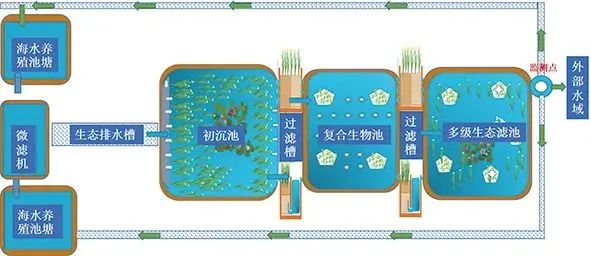 海水养
殖池塘
微滤机
海水养
殖池塘
生态排水槽
初沉池
过滤槽
复合生物池
过滤槽
多级生态滤池
监测点
外部水域